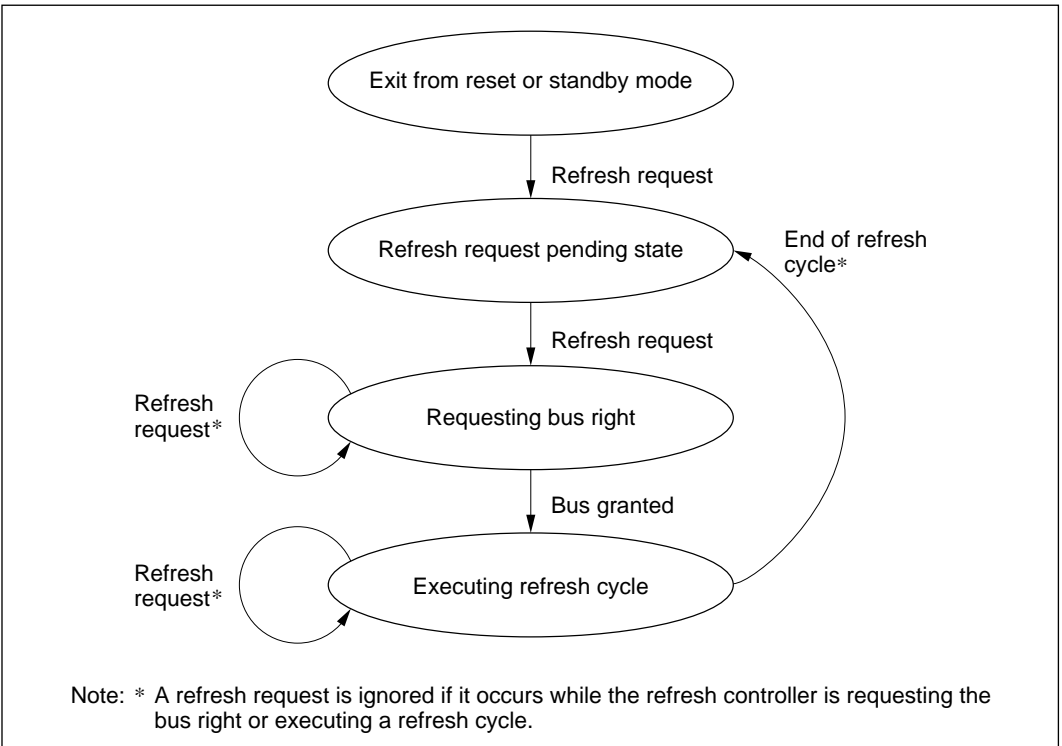 Exit from reset or standby mode
Refresh request
Refresh request pending state
End of refresh
cycle*
Refresh request
Refresh
request*
Requesting bus right
Bus granted
Refresh
request*
Executing refresh cycle
Note: * A refresh request is ignored if it occurs while the refresh controller is requesting the
bus right or executing a refresh cycle.